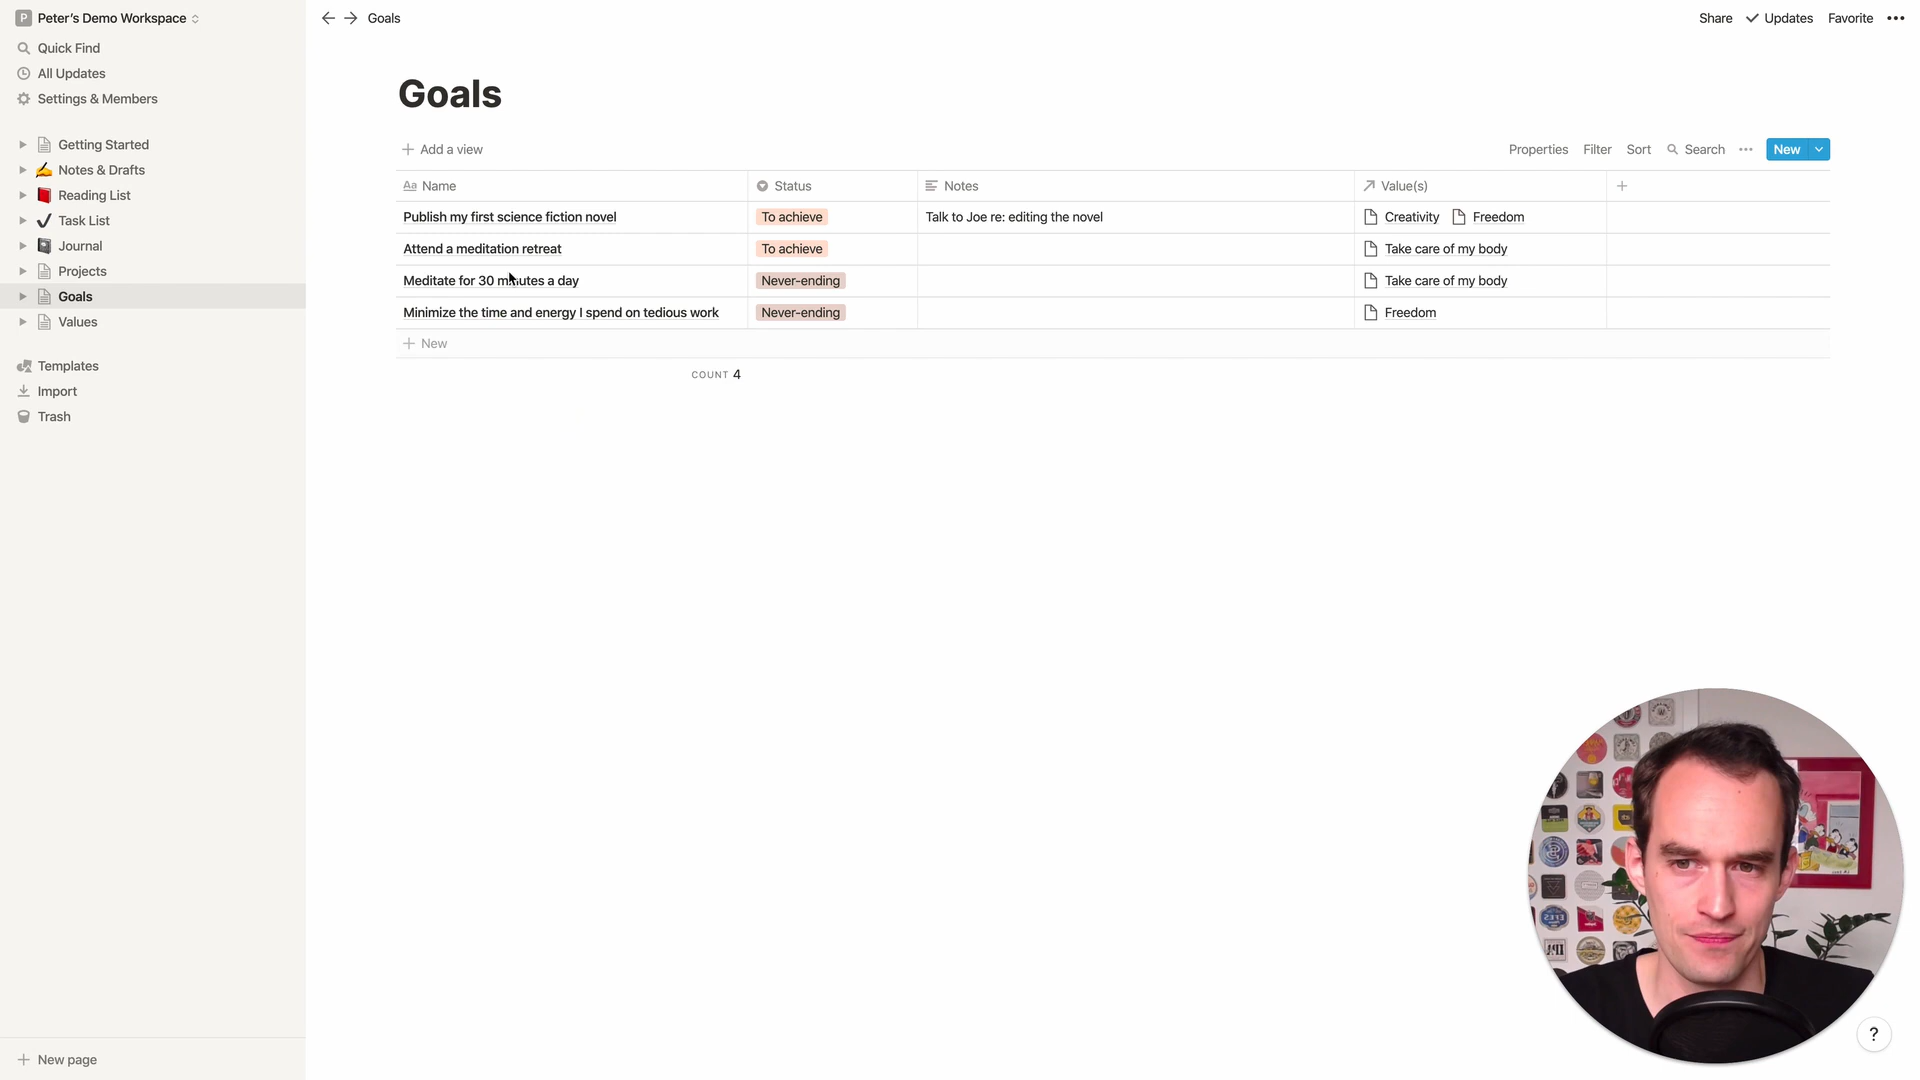 P Peter's Demo Workspace
Quick Find
All Updates
Settings & Members
Getting Started
Notes & Drafts
Reading List
Task List
Journal
Projects
Goals
Values
Templates
Import
Trash
New page
Goals
Share Updates Favorite
Goals
Add a view
Properties Filter Sort Search New
Aa Name Status Notes Value(s)
Publish my first science fiction novel To achieve Talk to Joe re: editing the novel Creativity Freedom
Attend a meditation retreat To achieve Take care of my body
Meditate for 30 minutes a day Never-ending Take care of my body
Minimize the time and energy I spend on tedious work Never-ending Freedom
New
COUNT 4
EFES
IPA
?